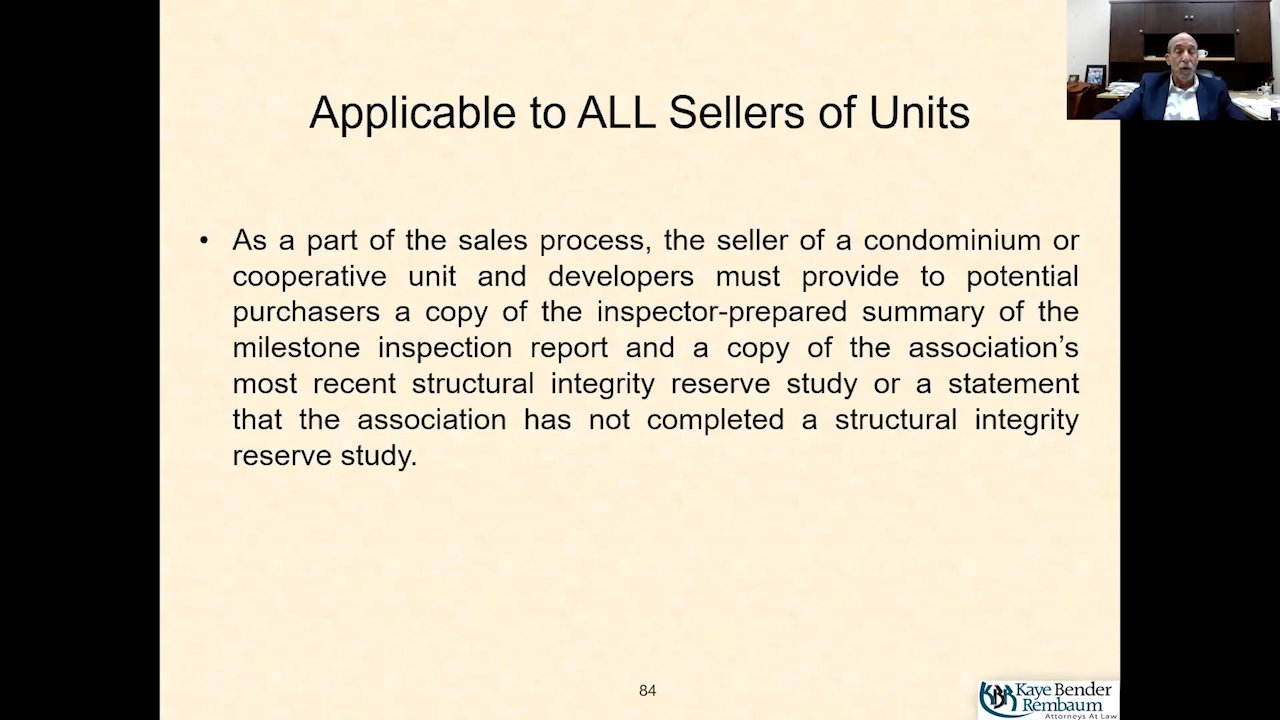 Applicable to ALL Sellers of Units
• As a part of the sales process, the seller of a condominium or
cooperative unit and developers must provide to potential
purchasers a copy of the inspector-prepared summary of the
milestone inspection report and a copy of the association’s
most recent structural integrity reserve study or a statement
that the association has not completed a structural integrity
reserve study.
84
KBR Kaye Bender
Rembaum
Attorneys At Law